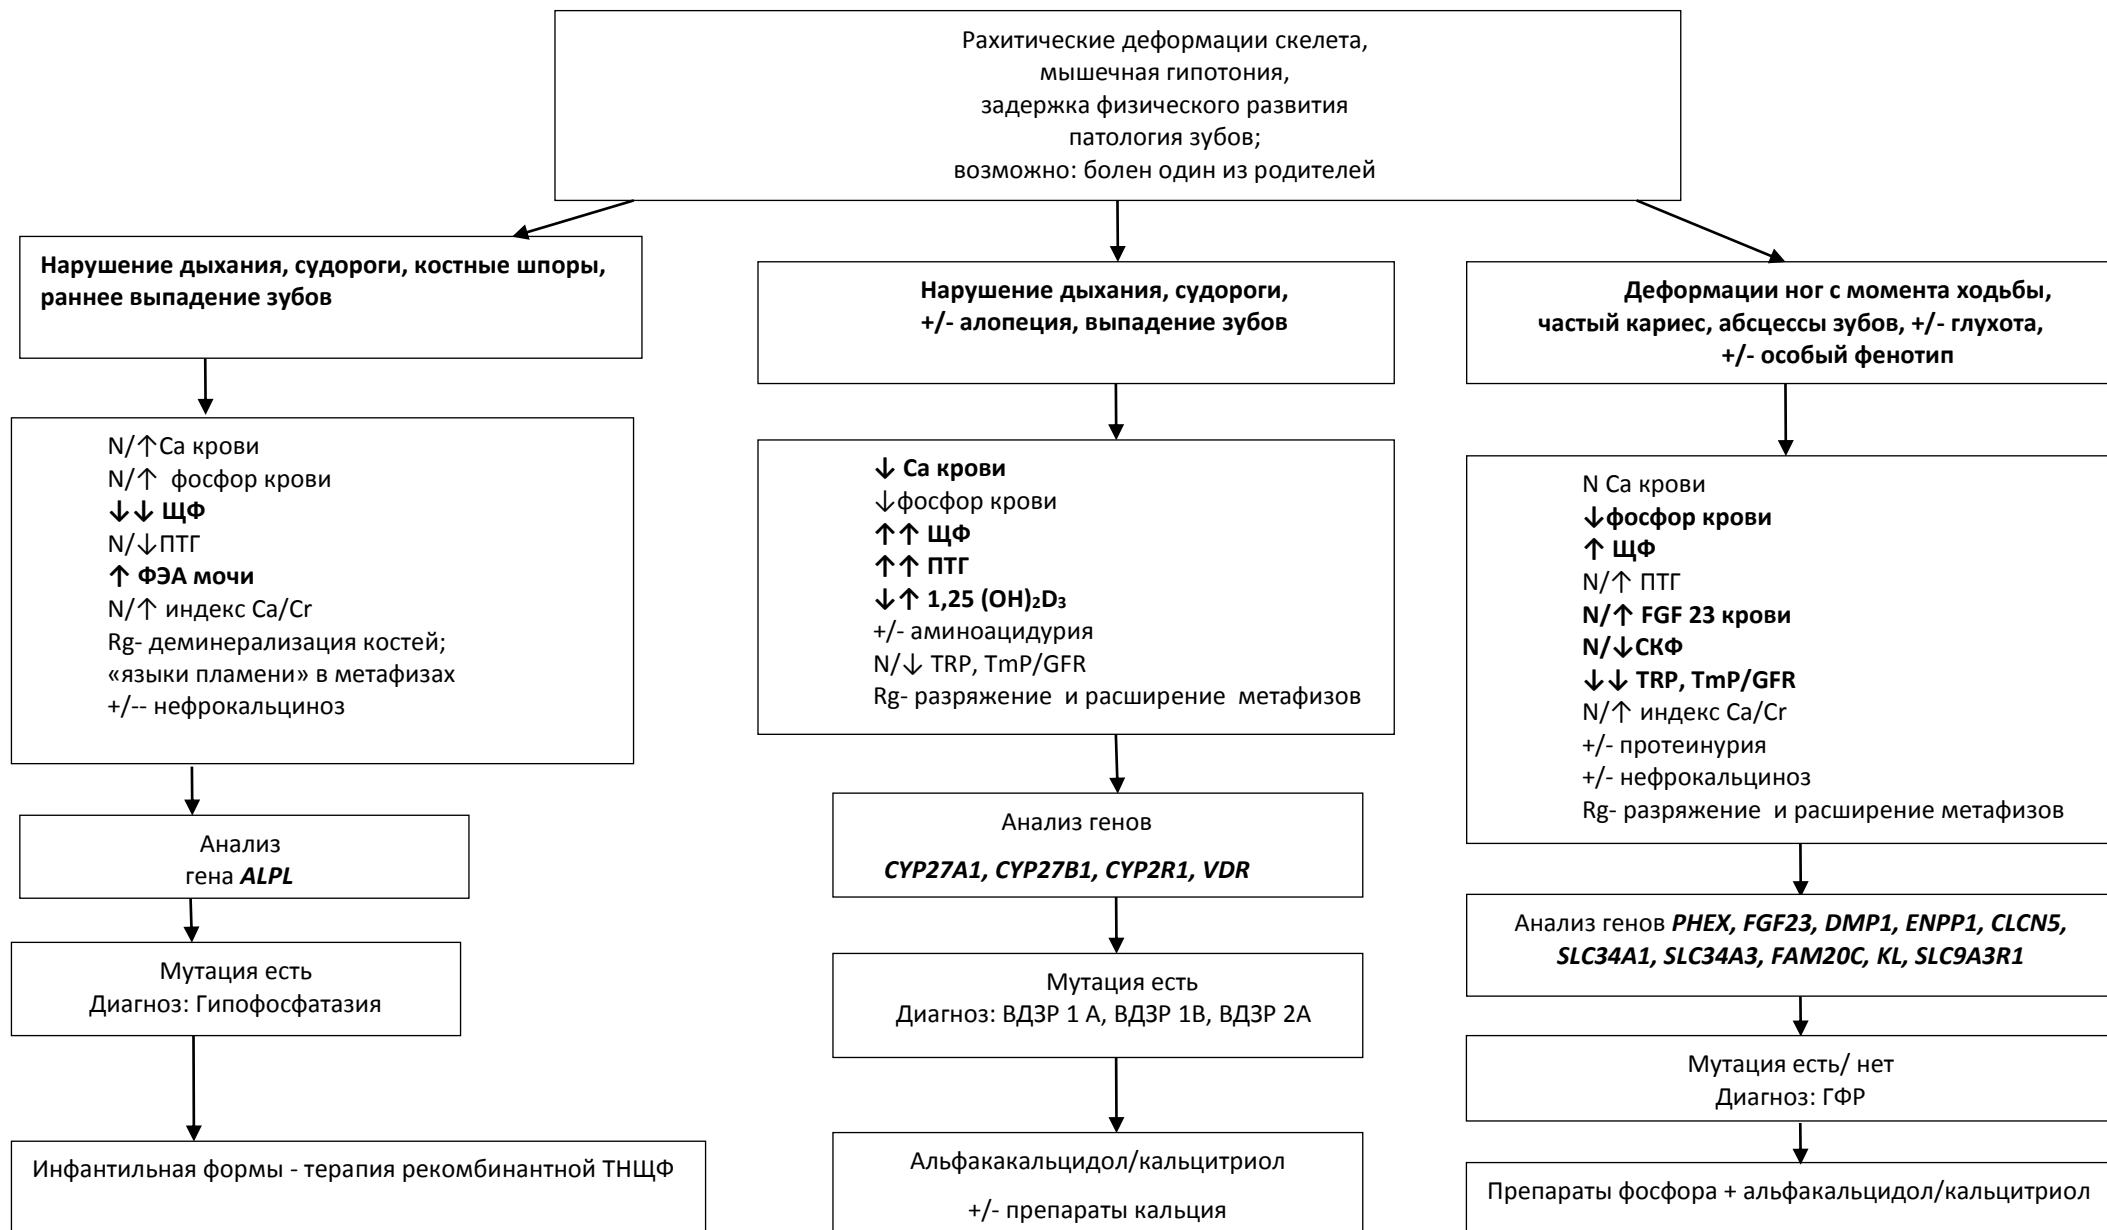 Рахитические деформации скелета,
мышечная гипотония,
задержка физического развития
патология зубов;
возможно: болен один из родителей
Нарушение дыхания, судороги, костные шпоры,
раннее выпадение зубов
N/↑Ca крови
N/↑ фосфор крови
↓↓ ЩФ
N/↓ПТГ
↑ ФЭА мочи
N/↑ индекс Ca/Cr
Rg- деминерализация костей;
«языки пламени» в метафизах
+/-- нефрокальциноз
Анализ
гена ALPL
Мутация есть
Диагноз: Гипофосфатазия
Инфантильная формы - терапия рекомбинантной ТНЩФ
Нарушение дыхания, судороги,
+/- алопеция, выпадение зубов
↓ Ca крови
↓фосфор крови
↑↑ ЩФ
↑↑ ПТГ
↓↑ 1,25 (OH)₂D₃
+/- аминоацидурия
N/↓ TRP, TmP/GFR
Rg- разряжение и расширение метафизов
Анализ генов
CYP27A1, CYP27B1, CYP2R1, VDR
Мутация есть
Диагноз: ВДЗР 1 А, ВДЗР 1В, ВДЗР 2А
Альфакакальцидол/кальцитриол
+/- препараты кальция
Деформации ног с момента ходьбы,
частый кариес, абсцессы зубов, +/- глухота,
+/- особый фенотип
N Ca крови
↓фосфор крови
↑ ЩФ
N/↑ ПТГ
N/↑ FGF 23 крови
N/↓СКФ
↓↓ TRP, TmP/GFR
N/↑ индекс Ca/Cr
+/- протеинурия
+/- нефрокальциноз
Rg- разряжение и расширение метафизов
Анализ генов PHEX, FGF23, DMP1, ENPP1, CLCN5,
SLC34A1, SLC34A3, FAM20C, KL, SLC9A3R1
Мутация есть/ нет
Диагноз: ГФР
Препараты фосфора + альфакальцидол/кальцитриол